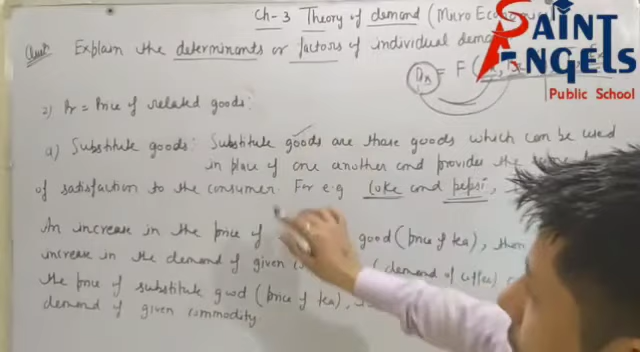 Ch-3 Theory of demand (Micro Economics)
Ques Explain the determinants or factors of individual demand
Dx = F (
SAINT
ANGELS
Public School
2) Pr = Price of related goods:
a) Substitute goods: Substitute goods are those goods which can be used
in place of one another and provides the
of satisfaction to the consumer. For e.g Coke and pepsi,
An increase in the price of good (price of tea), then
increase in the demand of given (demand of coffee)
the price of substitute good (price of tea),
demand of given commodity.